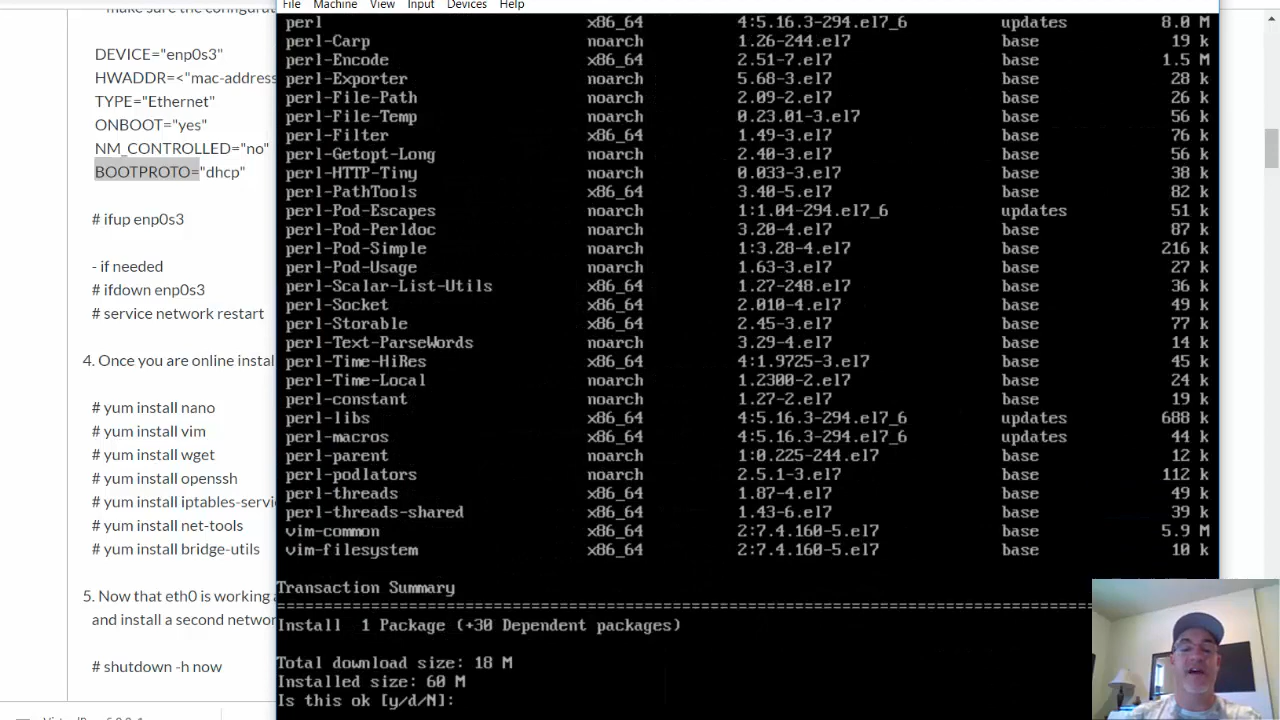 make sure the configurat
DEVICE="enp0s3"
HWADDR=<"mac-address
TYPE="Ethernet"
ONBOOT="yes"
NM_CONTROLLED="no"
BOOTPROTO="dhcp"
# ifup enp0s3
- if needed
# ifdown enp0s3
# service network restart
4. Once you are online instal
# yum install nano
# yum install vim
# yum install wget
# yum install openssh
# yum install iptables-servi
# yum install net-tools
# yum install bridge-utils
5. Now that eth0 is working a
and install a second networ
# shutdown -h now
File Machine View Input Devices Help
perl x86_64 4:5.16.3-294.el7_6 updates 8.0 M
perl-Carp noarch 1.26-244.el7 base 19 k
perl-Encode x86_64 2.51-7.el7 base 1.5 M
perl-Exporter noarch 5.68-3.el7 base 28 k
perl-File-Path noarch 2.09-2.el7 base 26 k
perl-File-Temp noarch 0.23.01-3.el7 base 56 k
perl-Filter x86_64 1.49-3.el7 base 76 k
perl-Getopt-Long noarch 2.40-3.el7 base 56 k
perl-HTTP-Tiny noarch 0.033-3.el7 base 38 k
perl-PathTools x86_64 3.40-5.el7 base 82 k
perl-Pod-Escapes noarch 1:1.04-294.el7_6 updates 51 k
perl-Pod-Perldoc noarch 3.20-4.el7 base 87 k
perl-Pod-Simple noarch 1:3.28-4.el7 base 216 k
perl-Pod-Usage noarch 1.63-3.el7 base 27 k
perl-Scalar-List-Utils x86_64 1.27-248.el7 base 36 k
perl-Socket x86_64 2.010-4.el7 base 49 k
perl-Storable x86_64 2.45-3.el7 base 77 k
perl-Text-ParseWords noarch 3.29-4.el7 base 14 k
perl-Time-HiRes x86_64 4:1.9725-3.el7 base 45 k
perl-Time-Local noarch 1.2300-2.el7 base 24 k
perl-constant noarch 1.27-2.el7 base 19 k
perl-libs x86_64 4:5.16.3-294.el7_6 updates 688 k
perl-macros x86_64 4:5.16.3-294.el7_6 updates 44 k
perl-parent noarch 1:0.225-244.el7 base 12 k
perl-podlators noarch 2.5.1-3.el7 base 112 k
perl-threads x86_64 1.87-4.el7 base 49 k
perl-threads-shared x86_64 1.43-6.el7 base 39 k
vim-common x86_64 2:7.4.160-5.el7 base 5.9 M
vim-filesystem x86_64 2:7.4.160-5.el7 base 10 k
Transaction Summary
Install 1 Package (+30 Dependent packages)
Total download size: 18 M
Installed size: 60 M
Is this ok [y/d/N]: